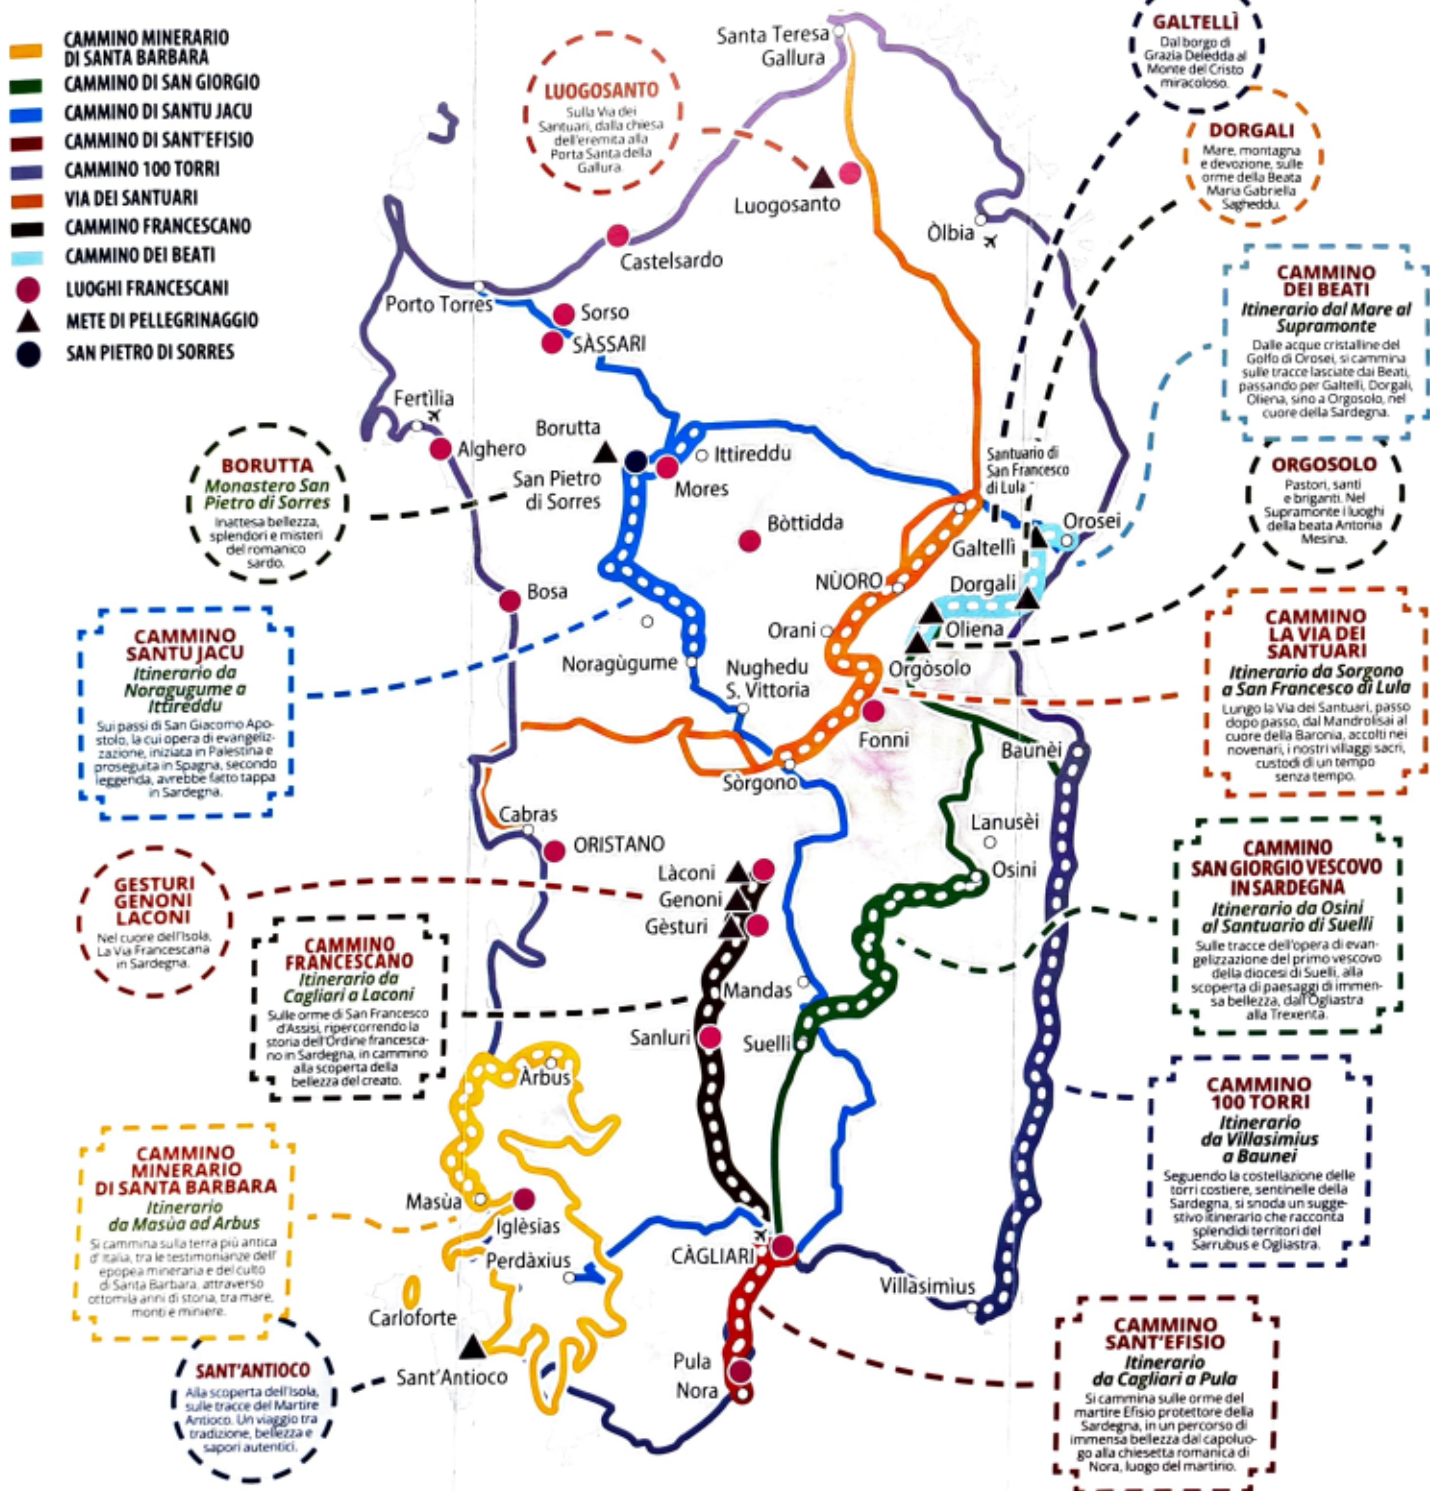 CAMMINO MINERARIO
DI SANTA BARBARA
CAMMINO DI SAN GIORGIO
CAMMINO DI SANTU JACU
CAMMINO DI SANT'EFISIO
CAMMINO 100 TORRI
VIA DEI SANTUARI
CAMMINO FRANCESCANO
CAMMINO DEI BEATI
LUOGHI FRANCESCANI
METE DI PELLEGRINAGGIO
SAN PIETRO DI SORRES
LUOGOSANTO
Sulla Via dei
Santuari, dalla chiesa
dell'eremita alla
Porta Santa della
Gallura.
Santa Teresa
Gallura
GALTELLÌ
Dal borgo di
Grazia Deledda al
Monte del Cristo
miracoloso.
DORGALI
Mare, montagna
e devozione, sulle
orme della Beata
Maria Gabriella
Sagheddu.
Luogosanto
Òlbia
Castelsardo
Porto Torres
Sorso
SÀSSARI
Fertìlia
Alghero
CAMMINO
DEI BEATI
Itinerario dal Mare al
Supramonte
Dalle acque cristalline del
Golfo di Orosei, si cammina
sulle tracce lasciate dai Beati,
passando per Galtellì, Dorgali,
Oliena, sino a Orgosolo, nel
cuore della Sardegna.
BORUTTA
Monastero San
Pietro di Sorres
Inattesa bellezza,
splendori e misteri
del romanico
sardo.
Borutta
San Pietro
di Sorres
Ittireddu
Mores
Bòttidda
Santuario di
San Francesco
di Lula
ORGOSOLO
Pastori, santi
e briganti. Nel
Supramonte i luoghi
della beata Antonia
Mesina.
Orosei
Galtellì
Dorgali
NÙORO
Bosa
Orani
Oliena
Orgòsolo
Noragùgume
Nughedu
S. Vittoria
Fonni
Baunèi
Sòrgono
CAMMINO
SANTU JACU
Itinerario da
Noragugume a
Ittireddu
Sui passi di San Giacomo Apo-
stolo, la cui opera di evangeliz-
zazione, iniziata in Palestina e
proseguita in Spagna, secondo
leggenda, avrebbe fatto tappa
in Sardegna.
CAMMINO
LA VIA DEI
SANTUARI
Itinerario da Sorgono
a San Francesco di Lula
Lungo la Via dei Santuari, passo
dopo passo, dal Mandrolisai al
cuore della Baronia, accolti nei
novenari, i nostri villaggi sacri,
custodi di un tempo
senza tempo.
Cabras
ORISTANO
Lanusèi
Osini
Làconi
Genoni
Gèsturi
GESTURI
GENONI
LACONI
Nel cuore dell'Isola,
La Via Francescana
in Sardegna.
CAMMINO
SAN GIORGIO VESCOVO
IN SARDEGNA
Itinerario da Osini
al Santuario di Suelli
Sulle tracce dell'opera di evan-
gelizzazione del primo vescovo
della diocesi di Suelli, alla
scoperta di paesaggi di immen-
sa bellezza, dall'Ogliastra
alla Trexenta.
CAMMINO
FRANCESCANO
Itinerario da
Cagliari a Laconi
Sulle orme di San Francesco
d'Assisi, ripercorrendo la
storia dell'Ordine francesca-
no in Sardegna, in cammino
alla scoperta della
bellezza del creato.
Mandas
Sanluri
Suelli
Àrbus
CAMMINO
100 TORRI
Itinerario
da Villasimius
a Baunei
Seguendo la costellazione delle
torri costiere, sentinelle della
Sardegna, si snoda un sugge-
stivo itinerario che racconta
splendidi territori del
Sarrubus e Ogliastra.
CAMMINO
MINERARIO
DI SANTA BARBARA
Itinerario
da Masùa ad Arbus
Si cammina sulla terra più antica
d'Italia, tra le testimonianze dell'
epopea mineraria e del culto
di Santa Barbara, attraverso
ottomila anni di storia, tra mare,
monti e miniere.
Masùa
Iglèsias
Perdàxius
CÀGLIARI
Villasimìus
Carloforte
Sant'Antioco
Pula
Nora
SANT'ANTIOCO
Alla scoperta dell'Isola,
sulle tracce del Martire
Antioco. Un viaggio tra
tradizione, bellezza e
sapori autentici.
CAMMINO
SANT'EFISIO
Itinerario
da Cagliari a Pula
Si cammina sulle orme del
martire Efisio protettore della
Sardegna, in un percorso di
immensa bellezza dal capoluo-
go alla chiesetta romanica di
Nora, luogo del martirio.